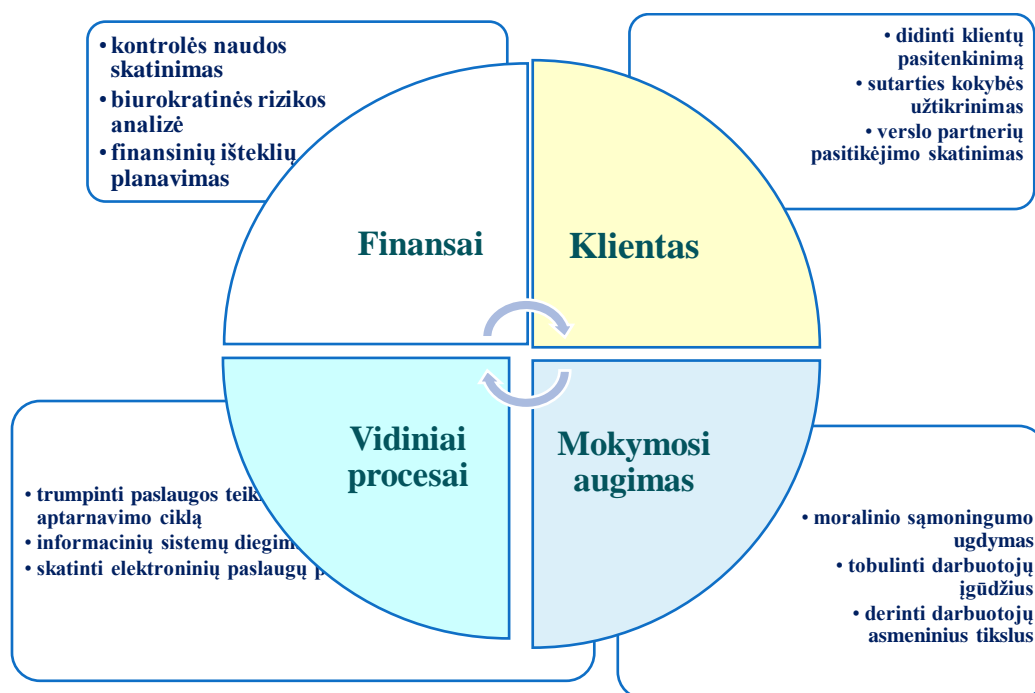 • kontrolės naudos
skatinimas
• biurokratinės rizikos
analizė
• finansinių išteklių
planavimas
• didinti klientų
pasitenkinimą
• sutarties kokybės
užtikrinimas
• verslo partnerių
pasitikėjimo skatinimas
Finansai
Klientas
Vidiniai
procesai
Mokymosi
augimas
• trumpinti paslaugos
aptarnavimo ciklą
• informacinių sistemų
• skatinti elektroninių paslaugų
• moralinio sąmoningumo
ugdymas
• tobulinti darbuotojų
įgūdžius
• derinti darbuotojų
asmeninius tikslus